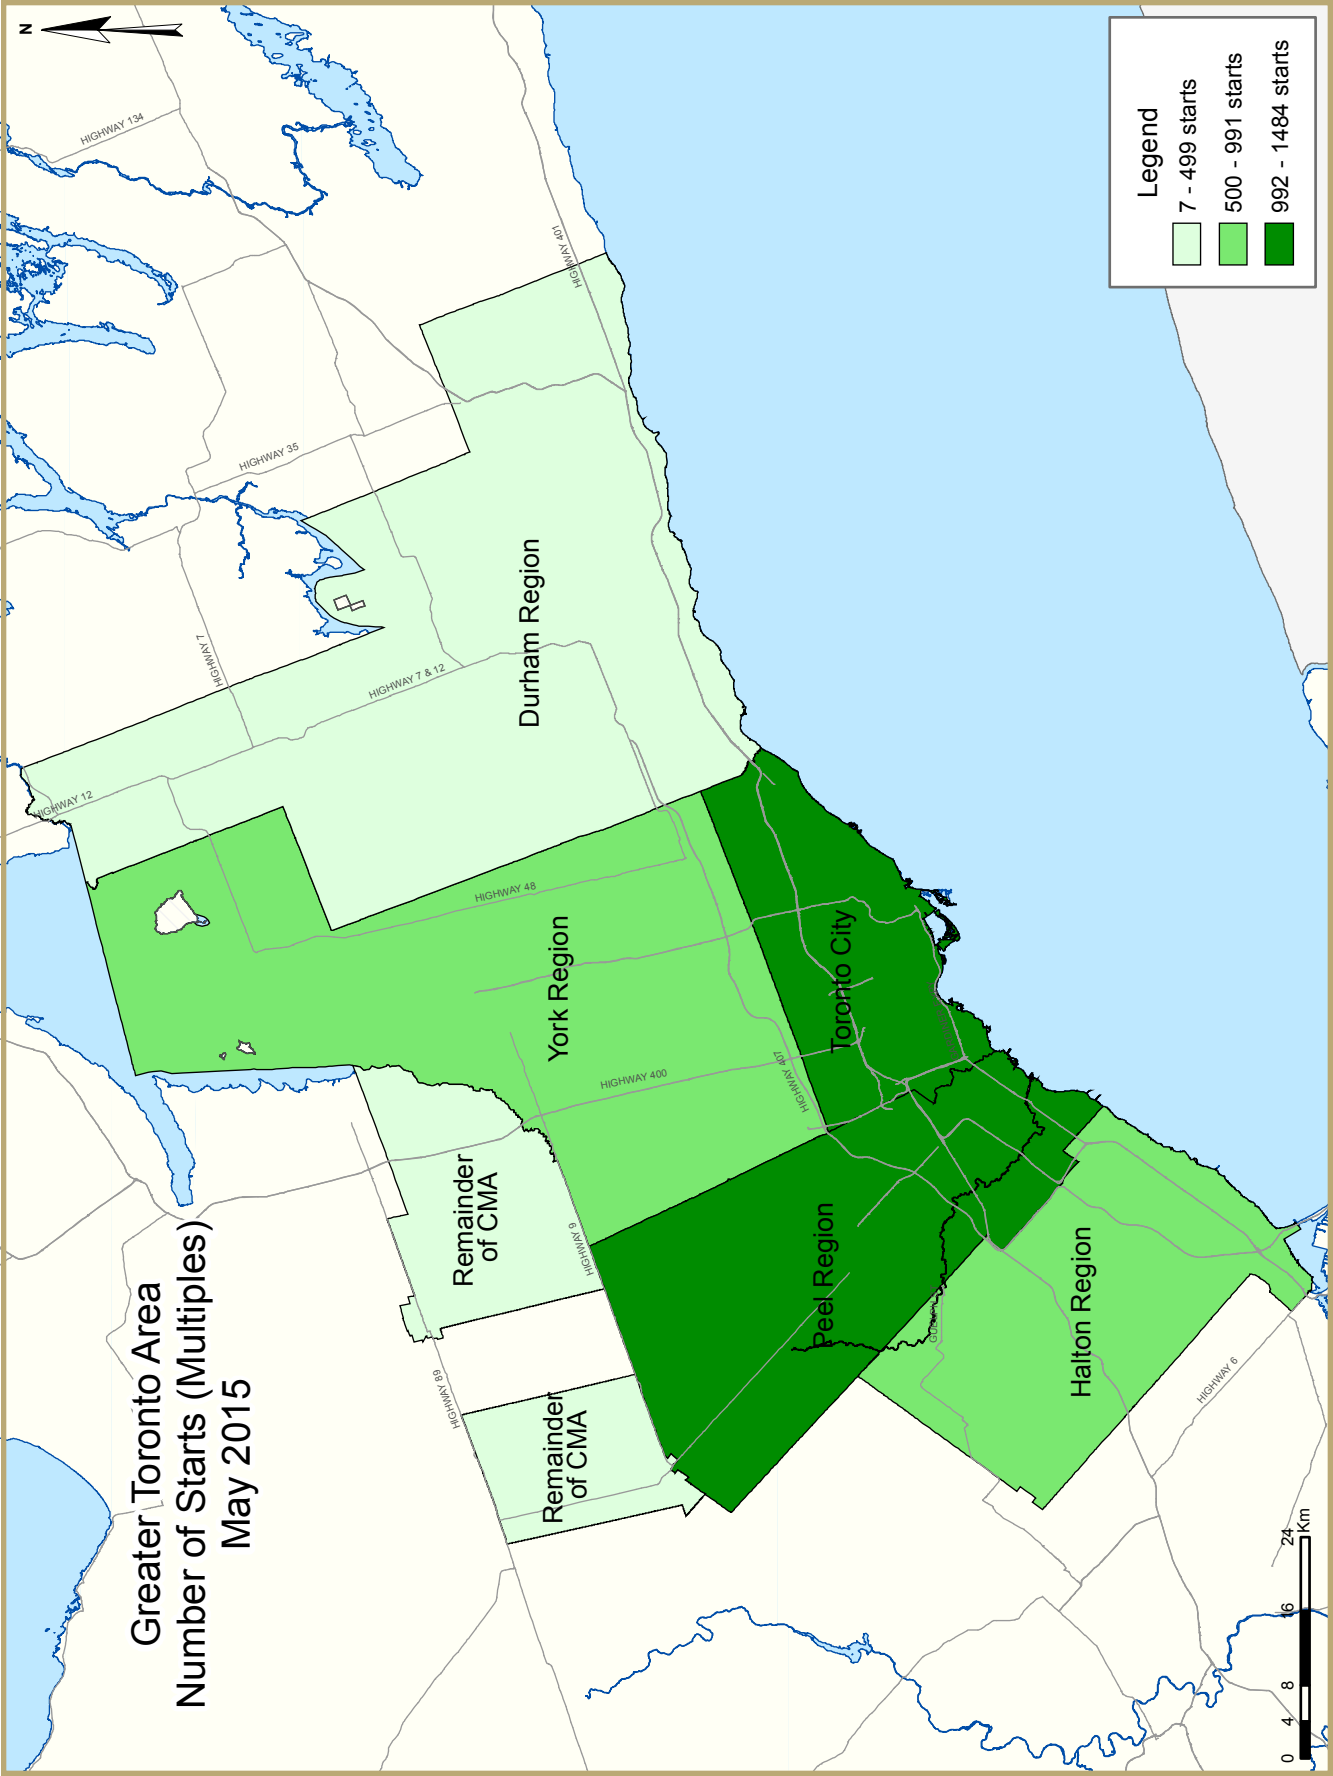 Greater Toronto Area
Number of Starts (Multiples)
May 2015
N
HIGHWAY 134
HIGHWAY 401
HIGHWAY 35
HIGHWAY 7
HIGHWAY 7 & 12
HIGHWAY 12
Durham Region
HIGHWAY 48
York Region
HIGHWAY 400
HIGHWAY 407
Toronto City
Remainder
of CMA
HIGHWAY 9
HIGHWAY 89
Remainder
of CMA
Peel Region
Halton Region
HIGHWAY 6
Legend
7 - 499 starts
500 - 991 starts
992 - 1484 starts
0 4 8 16 24
Km